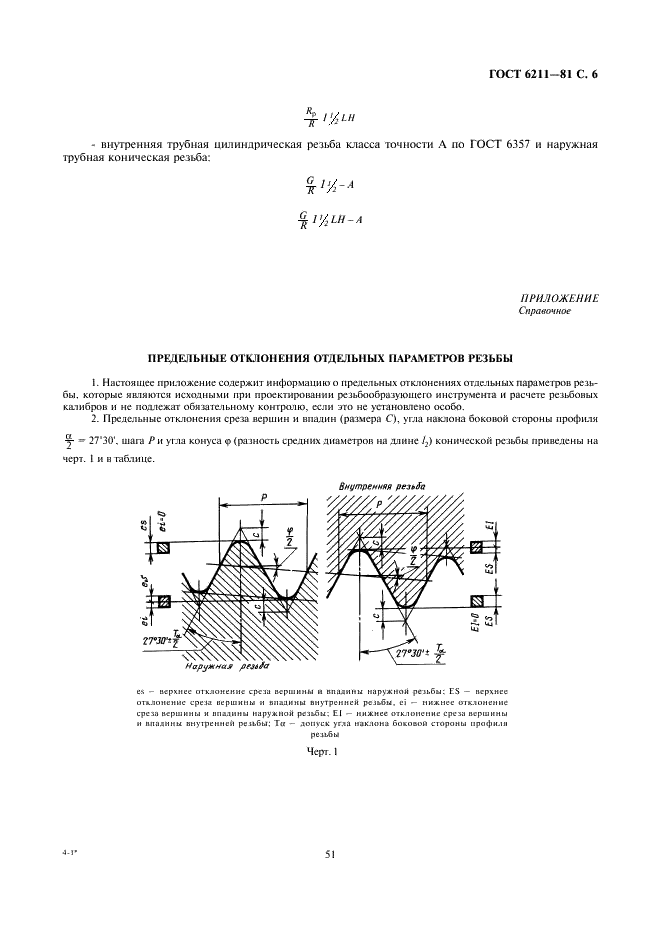 ГОСТ 6211—81 С. 6
Rр/R 1 1/2 LH
- внутренняя трубная цилиндрическая резьба класса точности А по ГОСТ 6357 и наружная
трубная коническая резьба:
G/R 1 1/2 – A
G/R 1 1/2 LH – A
ПРИЛОЖЕНИЕ
Справочное
ПРЕДЕЛЬНЫЕ ОТКЛОНЕНИЯ ОТДЕЛЬНЫХ ПАРАМЕТРОВ РЕЗЬБЫ
1. Настоящее приложение содержит информацию о предельных отклонениях отдельных параметров резь-
бы, которые являются исходными при проектировании резьбообразующего инструмента и расчете резьбовых
калибров и не подлежат обязательному контролю, если это не установлено особо.
2. Предельные отклонения среза вершин и впадин (размера С), угла наклона боковой стороны профиля
α/2 = 27°30′, шага P и угла конуса φ (разность средних диаметров на длине l₂) конической резьбы приведены на
черт. 1 и в таблице.
Внутренняя резьба
P
P
es
ei=0
C
φ/2
C
φ/2
EI
ES
es
ei
C
C
EI=0
ES
27°30′± Tα/2
27°30′± Tα/2
Наружная резьба
es — верхнее отклонение среза вершины и впадины наружной резьбы; ES — верхнее
отклонение среза вершины и впадины внутренней резьбы, ei — нижнее отклонение
среза вершины и впадины наружной резьбы; EI — нижнее отклонение среза вершины
и впадины внутренней резьбы; Tα — допуск угла наклона боковой стороны профиля
резьбы
Черт. 1
4-1*
51